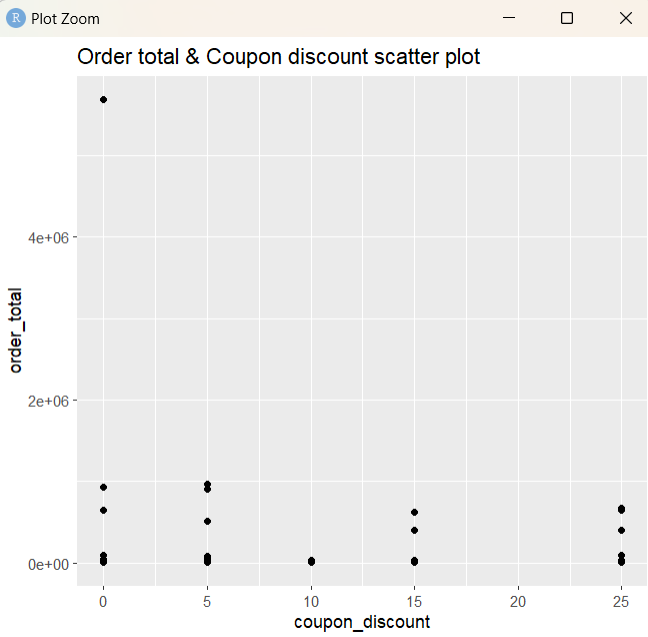 R Plot Zoom
Order total & Coupon discount scatter plot
4e+06
2e+06
0e+00
order_total
0 5 10 15 20 25
coupon_discount